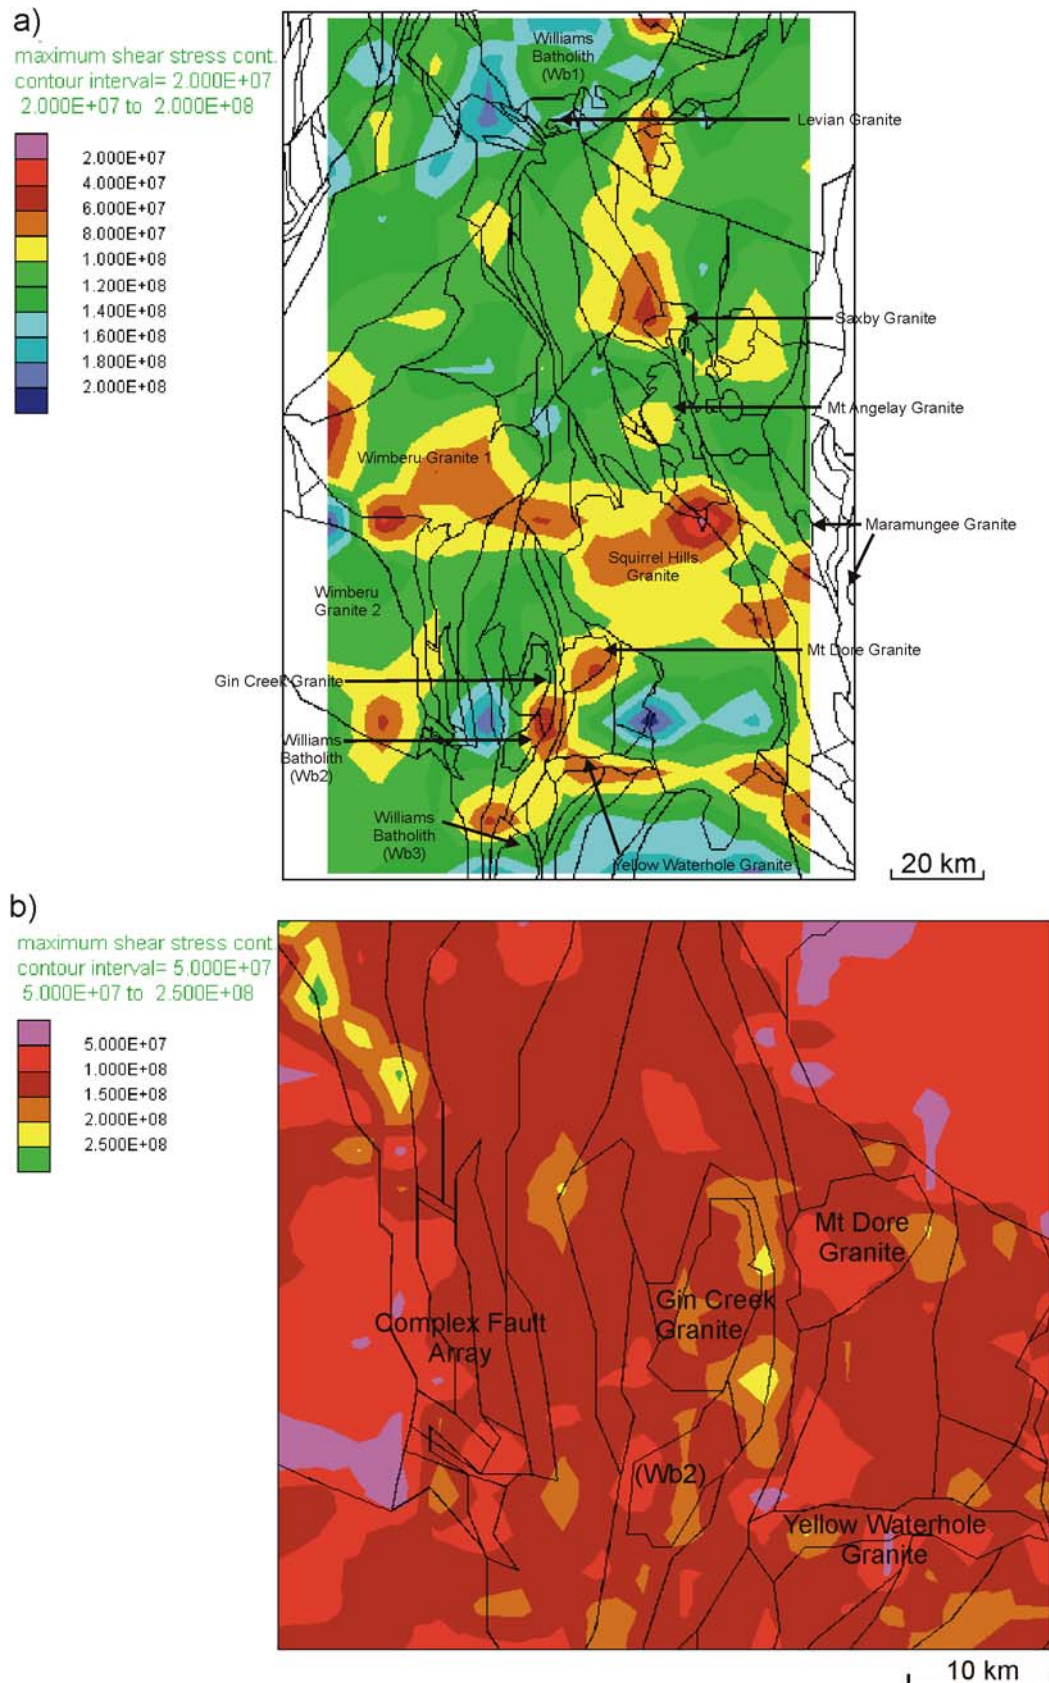 a)
maximum shear stress cont.
contour interval= 2.000E+07
2.000E+07 to 2.000E+08
2.000E+07
4.000E+07
6.000E+07
8.000E+07
1.000E+08
1.200E+08
1.400E+08
1.600E+08
1.800E+08
2.000E+08
Williams
Batholith
(Wb1)
Levian Granite
Saxby Granite
Mt Angelay Granite
Wimberu Granite 1
Maramungee Granite
Squirrel Hills
Granite
Wimberu
Granite 2
Mt Dore Granite
Gin Creek Granite
Williams
Batholith
(Wb2)
Williams
Batholith
(Wb3)
Yellow Waterhole Granite
20 km
b)
maximum shear stress cont.
contour interval= 5.000E+07
5.000E+07 to 2.500E+08
5.000E+07
1.000E+08
1.500E+08
2.000E+08
2.500E+08
Mt Dore
Granite
Gin Creek
Granite
Complex Fault
Array
(Wb2)
Yellow Waterhole
Granite
10 km